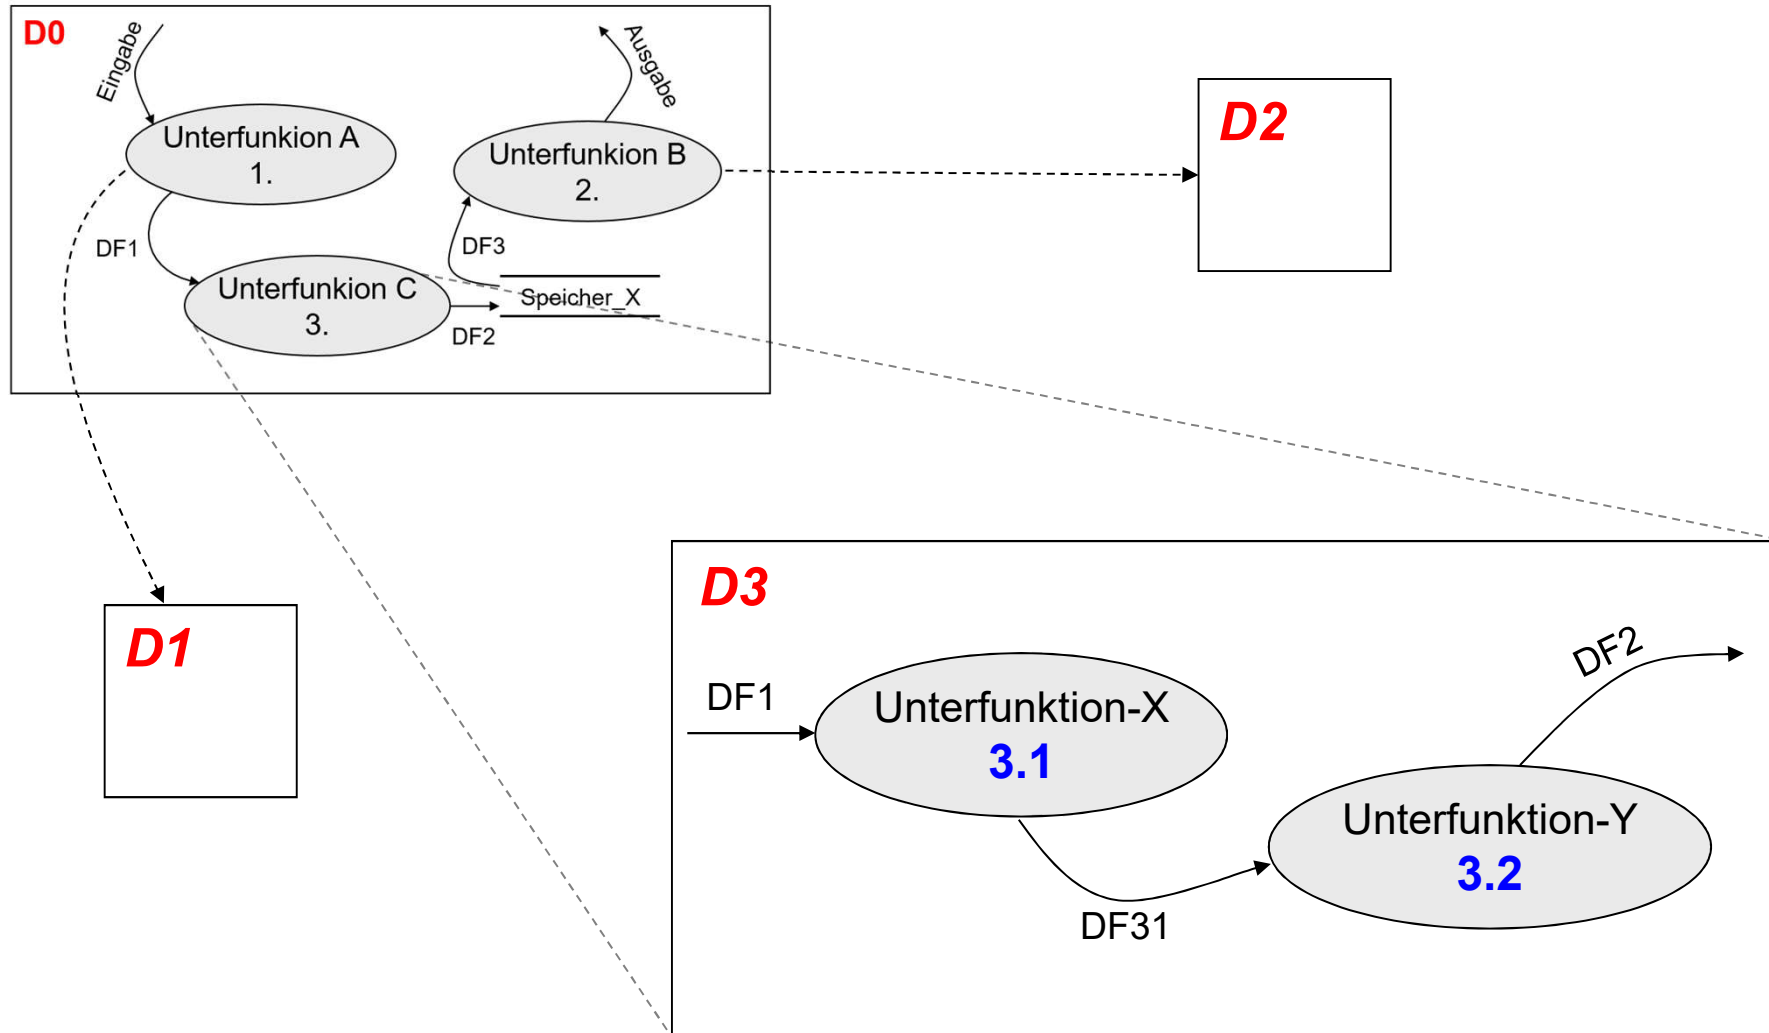 D0
Eingabe
Ausgabe
Unterfunkion A
1.
Unterfunkion B
2.
DF1
DF3
Unterfunkion C
3.
Speicher_X
DF2
D2
D1
D3
DF1
Unterfunktion-X
3.1
DF2
Unterfunktion-Y
3.2
DF31